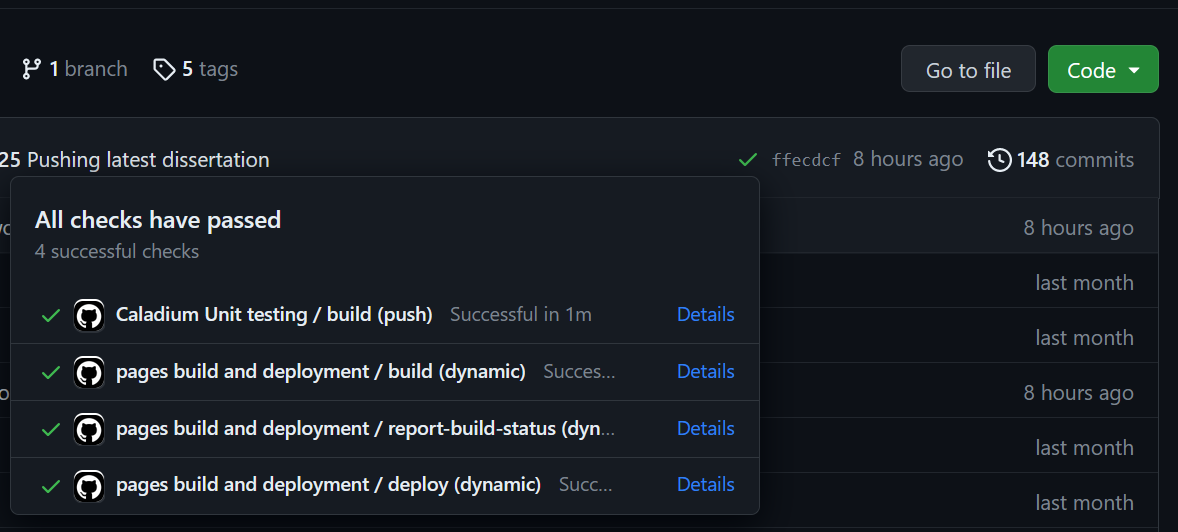 1 branch 5 tags Go to file Code
25 Pushing latest dissertation ffecdcf 8 hours ago 148 commits
All checks have passed
4 successful checks
8 hours ago
last month
Caladium Unit testing / build (push) Successful in 1m Details
last month
pages build and deployment / build (dynamic) Succes... Details
8 hours ago
pages build and deployment / report-build-status (dyn... Details
last month
pages build and deployment / deploy (dynamic) Succ... Details
last month